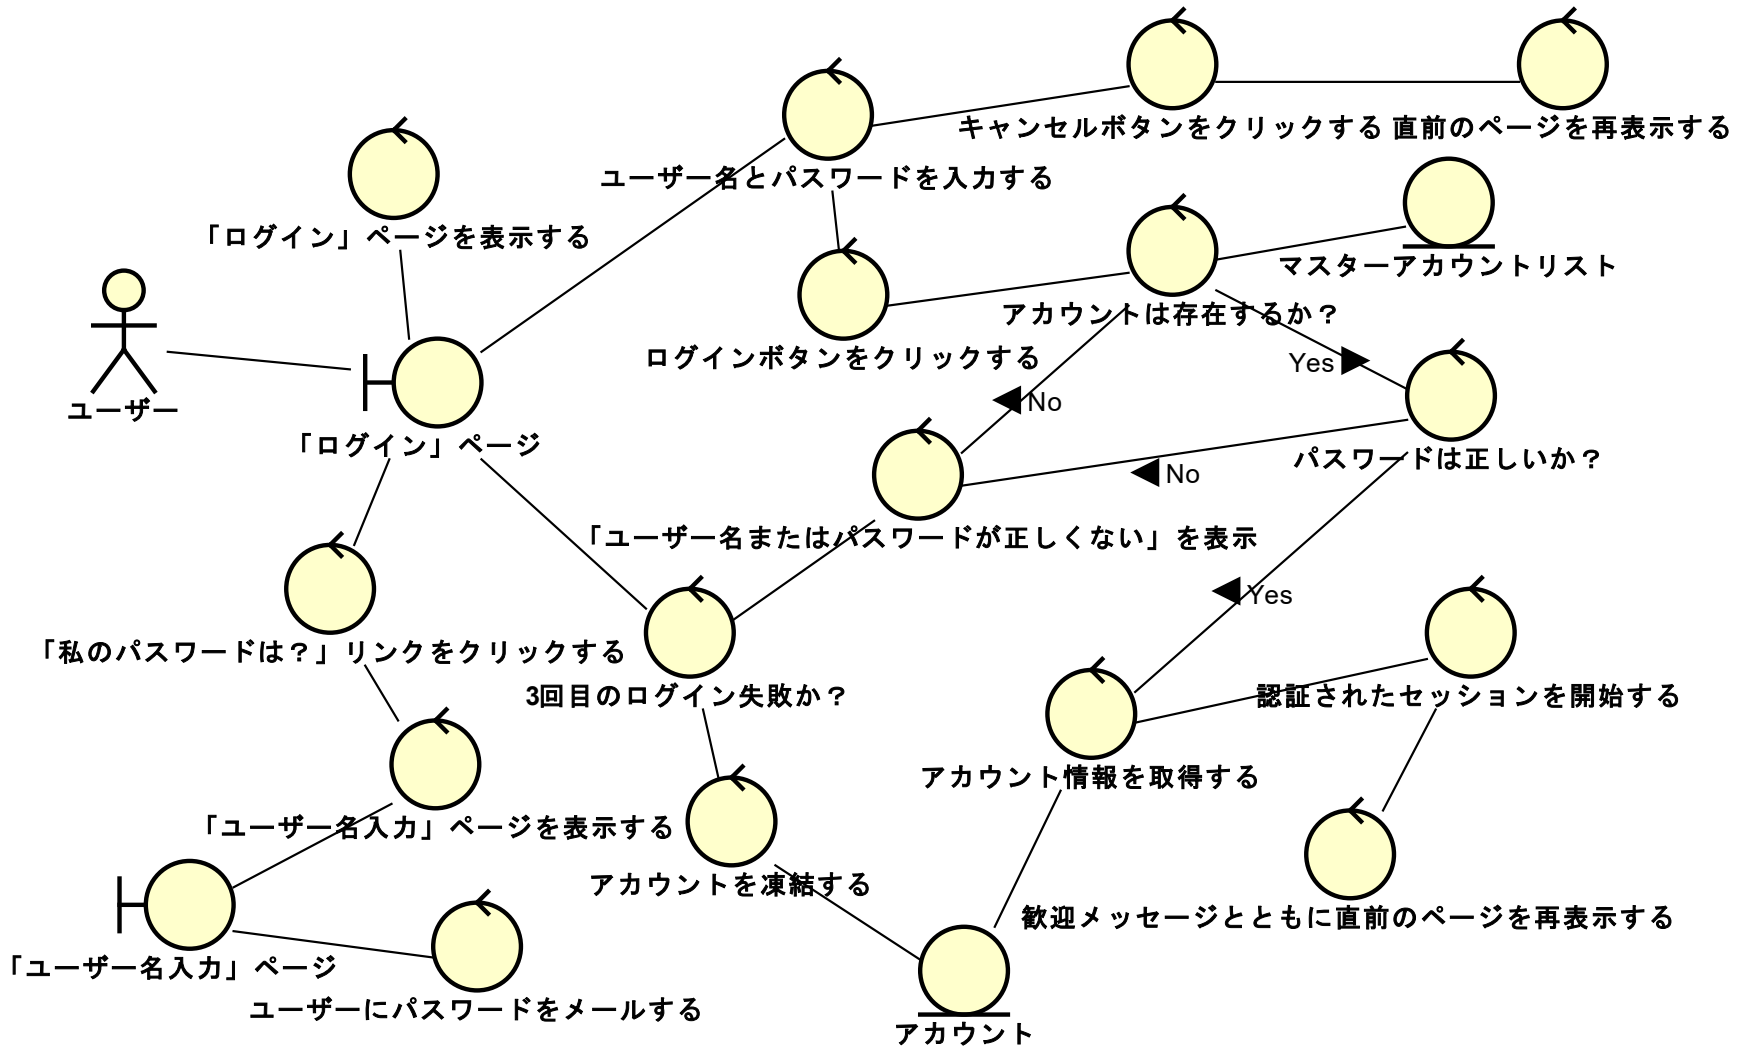 キャンセルボタンをクリックする
直前のページを再表示する
ユーザー名とパスワードを入力する
「ログイン」ページを表示する
マスターアカウントリスト
アカウントは存在するか？
ログインボタンをクリックする
Yes
No
ユーザー
「ログイン」ページ
パスワードは正しいか？
No
「ユーザー名またはパスワードが正しくない」を表示
Yes
「私のパスワードは？」リンクをクリックする
3回目のログイン失敗か？
認証されたセッションを開始する
アカウント情報を取得する
「ユーザー名入力」ページを表示する
アカウントを凍結する
歓迎メッセージとともに直前のページを再表示する
「ユーザー名入力」ページ
ユーザーにパスワードをメールする
アカウント